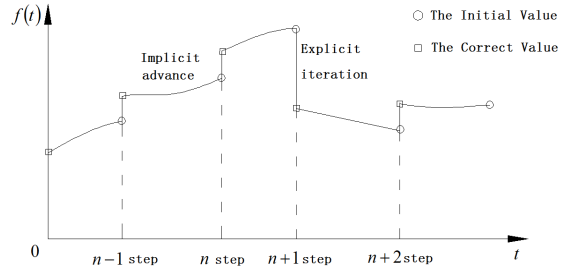 f(t)
The Initial Value
The Correct Value
Implicit
advance
Explicit
iteration
0
n−1 step
n step
n+1 step
n+2 step
t